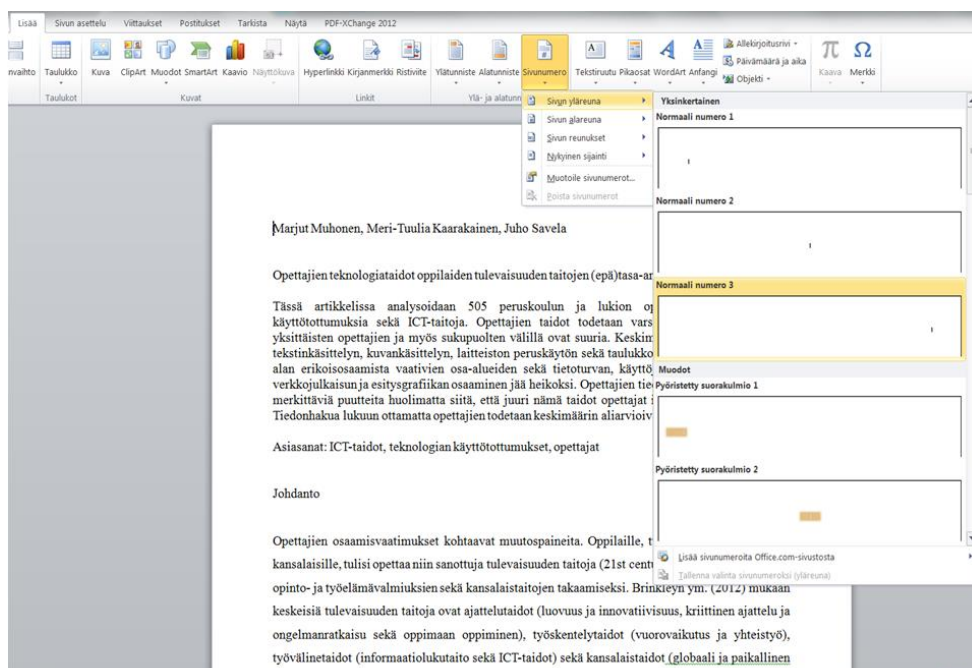 Lisää Sivun asettelu Viittaukset Postitukset Tarkista Näytä PDF-XChange 2012
nvaihto Taulukko Kuva ClipArt Muodot SmartArt Kaavio Näyttökuva Hyperlinkki Kirjanmerkki Ristiviite Ylätunniste Alatunniste Sivunumero Tekstiruutu Pikaosat WordArt Anfangi Allekirjoitusrivi Päivämäärä ja aika Objekti Kaava Merkki
Taulukot Kuvat Linkit Ylä- ja alatunn
Sivun yläreuna
Sivun alareuna
Sivun reunukset
Nykyinen sijainti
Muotoile sivunumerot...
Poista sivunumerot
Yksinkertainen
Normaali numero 1
Normaali numero 2
Normaali numero 3
Muodot
Pyöristetty suorakulmio 1
Pyöristetty suorakulmio 2
Lisää sivunumeroita Office.com-sivustosta
Tallenna valinta sivunumeroksi (yläreuna)
Marjut Muhonen, Meri-Tuulia Kaarakainen, Juho Savela
Opettajien teknologiataidot oppilaiden tulevaisuuden taitojen (epä)tasa-ar
Tässä artikkelissa analysoidaan 505 peruskoulun ja lukion op
käyttötottumuksia sekä ICT-taitoja. Opettajien taidot todetaan vars
yksittäisten opettajien ja myös sukupuolten välillä ovat suuria. Keskim
tekstinkäsittelyn, kuvankäsittelyn, laitteiston peruskäytön sekä taulukko
alan erikoisosaamista vaativien osa-alueiden sekä tietoturvan, käyttöj
verkkojulkaisun ja esitysgrafiikan osaaminen jää heikoksi. Opettajien tie
merkittäviä puutteita huolimatta siitä, että juuri nämä taidot opettajat i
Tiedonhakua lukuun ottamatta opettajien todetaan keskimäärin aliarvioiv
Asiasanat: ICT-taidot, teknologian käyttötottumukset, opettajat
Johdanto
Opettajien osaamisvaatimukset kohtaavat muutospaineita. Oppilaille, t
kansalaisille, tulisi opettaa niin sanottuja tulevaisuuden taitoja (21st centu
opinto- ja työelämävalmiuksien sekä kansalaistaitojen takaamiseksi. Brinkleyn ym. (2012) mukaan
keskeisiä tulevaisuuden taitoja ovat ajattelutaidot (luovuus ja innovatiivisuus, kriittinen ajattelu ja
ongelmanratkaisu sekä oppimaan oppiminen), työskentelytaidot (vuorovaikutus ja yhteistyö),
työvälinetaidot (informaatiolukutaito sekä ICT-taidot) sekä kansalaistaidot (globaali ja paikallinen